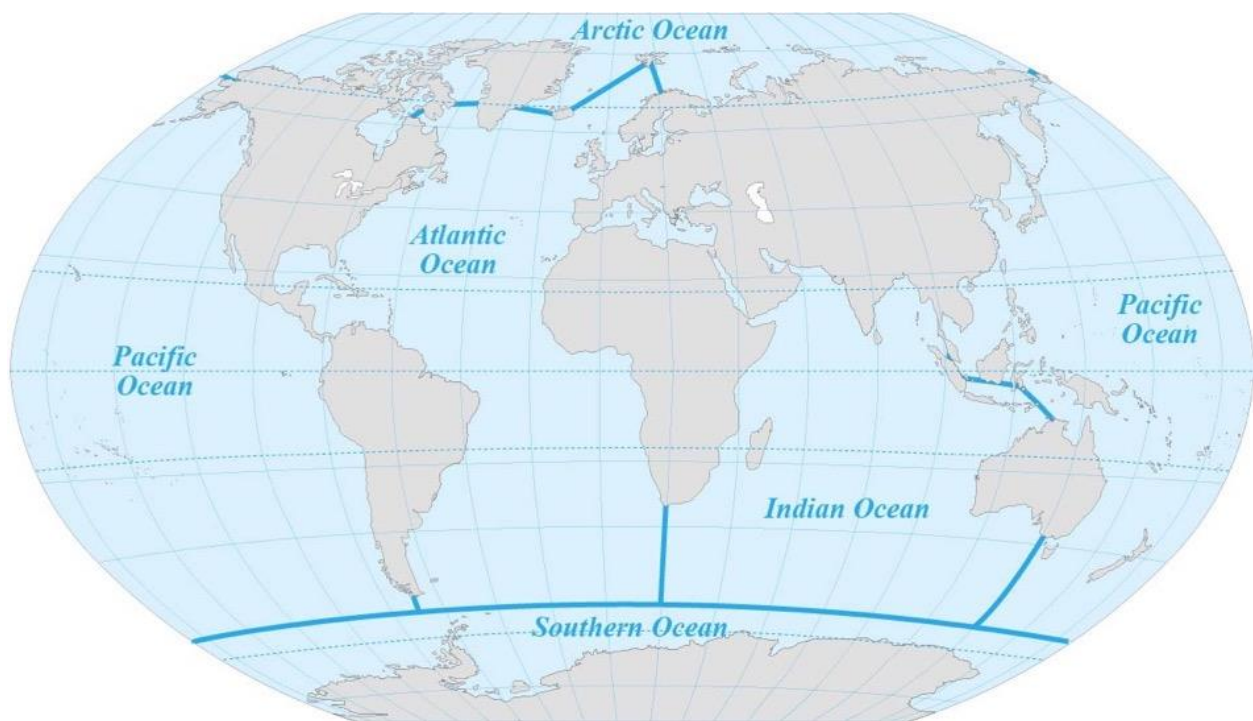 Arctic Ocean
Atlantic
Ocean
Pacific
Ocean
Pacific
Ocean
Indian Ocean
Southern Ocean